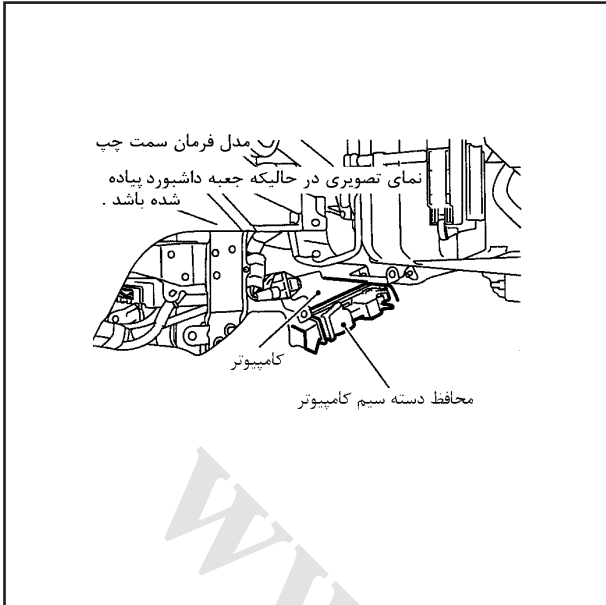 مدل فرمان سمت چپ
نمای تصویری در حالیکه جعبه داشبورد پیاده
شده باشد .
کامپیوتر
محافظ دسته سیم کامپیوتر